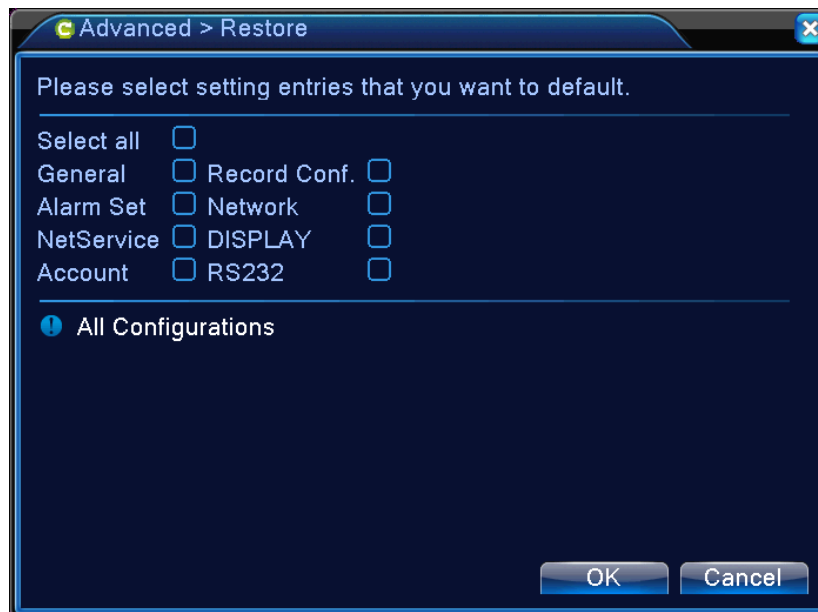 Advanced > Restore
Please select setting entries that you want to default.
Select all
General Record Conf.
Alarm Set Network
NetService DISPLAY
Account RS232
All Configurations
OK Cancel